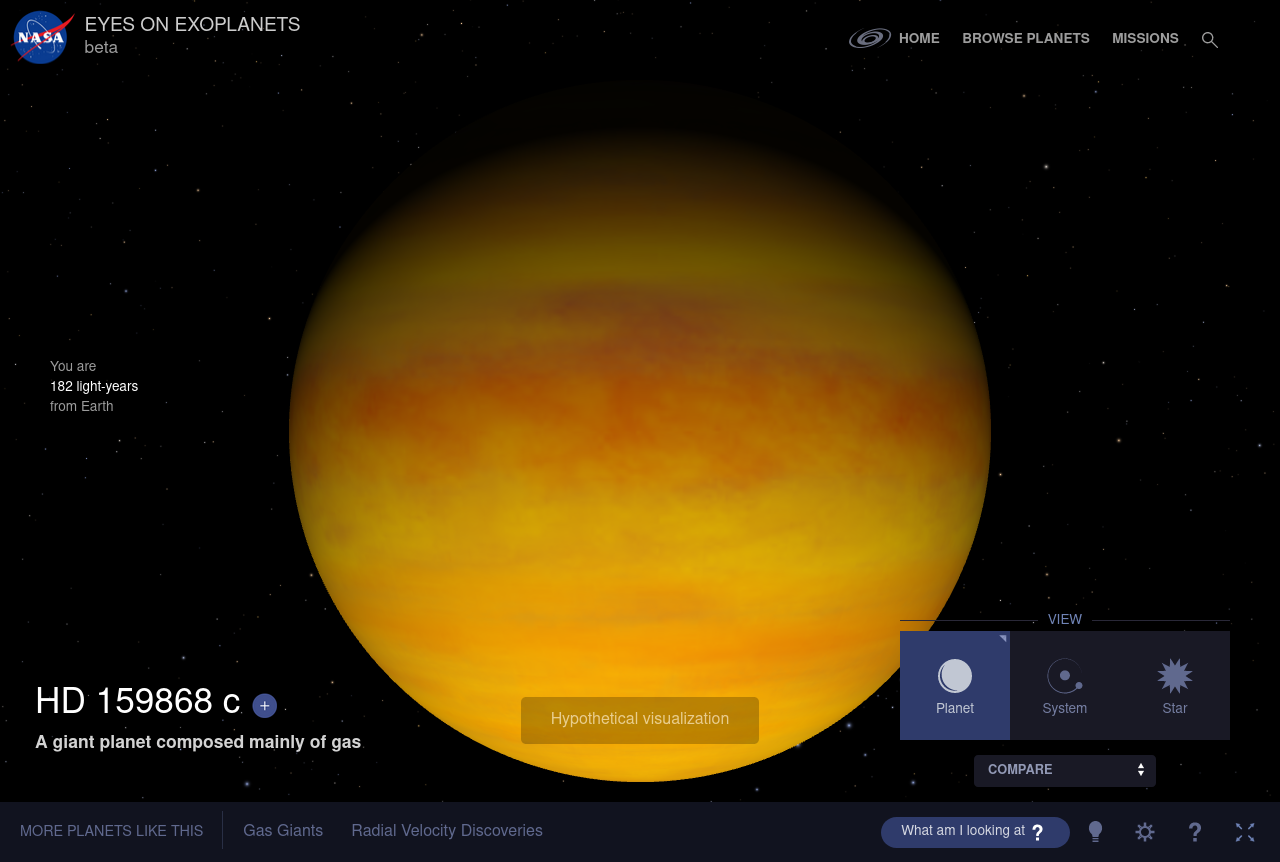 NASA
EYES ON EXOPLANETS
beta
HOME
BROWSE PLANETS
MISSIONS
You are
182 light-years
from Earth
VIEW
Planet
System
Star
HD 159868 c +
A giant planet composed mainly of gas
Hypothetical visualization
COMPARE
MORE PLANETS LIKE THIS
Gas Giants
Radial Velocity Discoveries
What am I looking at ?
?